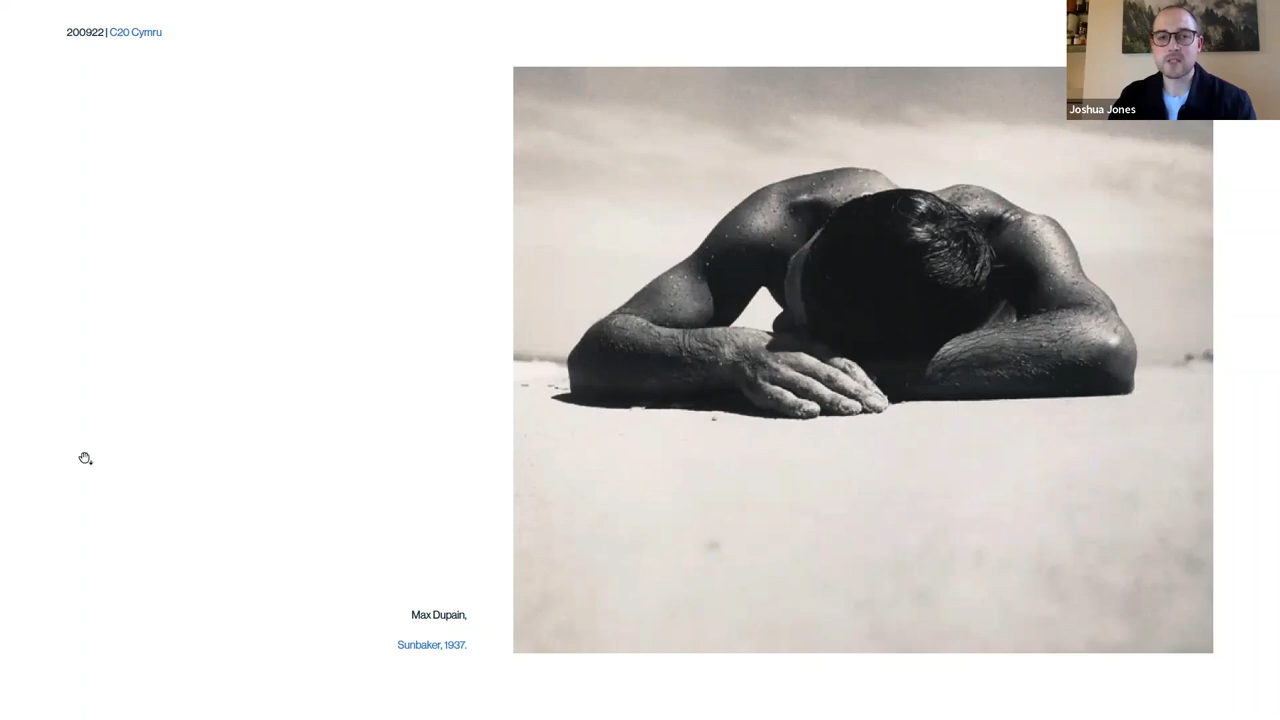 200922 | C20 Cymru
Joshua Jones
Max Dupain,
Sunbaker, 1937.